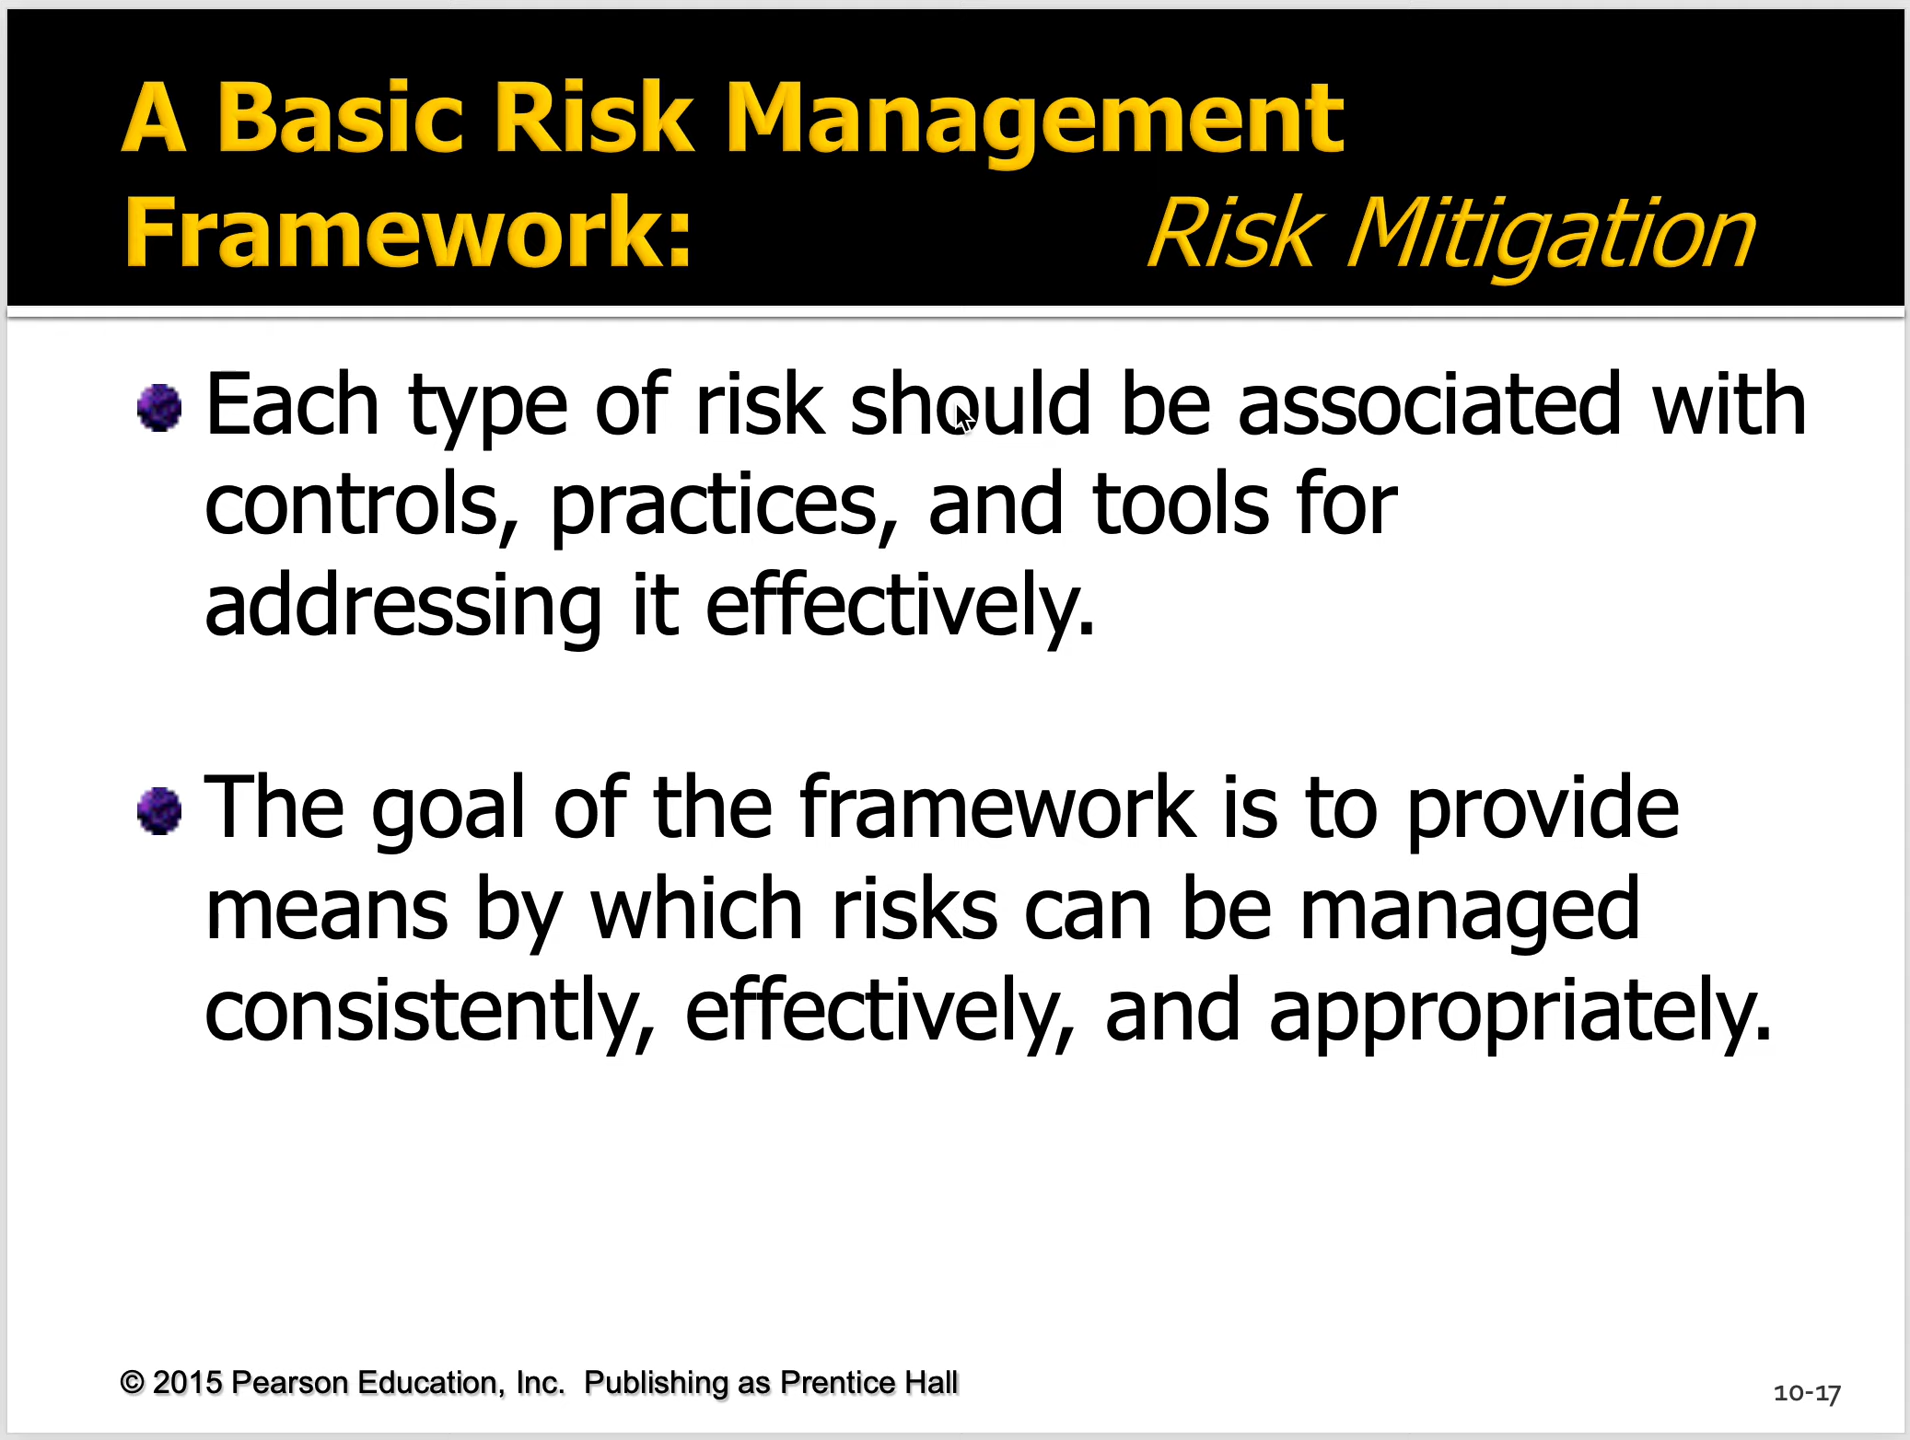 A Basic Risk Management
Framework: Risk Mitigation
Each type of risk should be associated with
controls, practices, and tools for
addressing it effectively.
The goal of the framework is to provide
means by which risks can be managed
consistently, effectively, and appropriately.
© 2015 Pearson Education, Inc.  Publishing as Prentice Hall
10-17